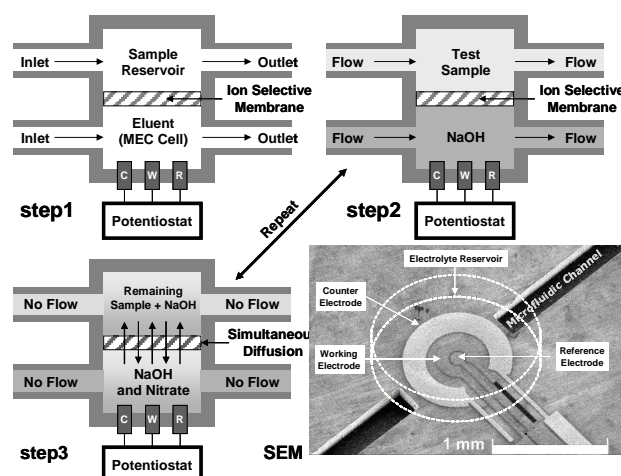 Inlet
Sample
Reservoir
Outlet
Ion Selective
Membrane
Inlet
Eluent
(MEC Cell)
Outlet
C W R
Potentiostat
step1
Flow
Test
Sample
Flow
Ion Selective
Membrane
Flow
NaOH
Flow
C W R
Potentiostat
step2
Repeat
No Flow
Remaining
Sample + NaOH
No Flow
Simultaneous
Diffusion
No Flow
NaOH
and Nitrate
No Flow
C W R
Potentiostat
step3
SEM
Electrolyte Reservoir
Counter
Electrode
Microfluidic Channel
Working
Electrode
Reference
Electrode
1 mm